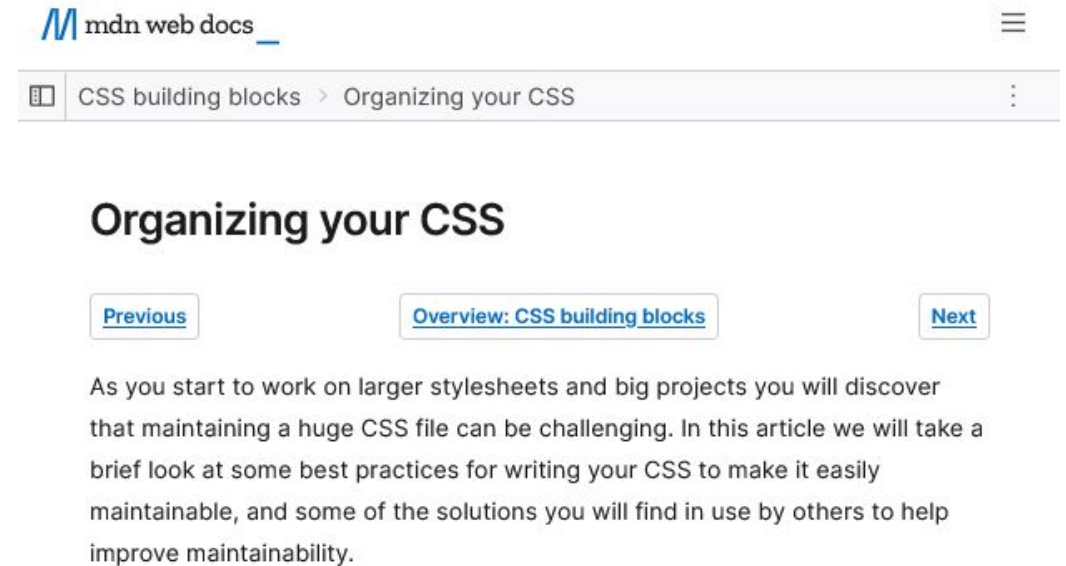 mdn web docs_
CSS building blocks > Organizing your CSS
Organizing your CSS
Previous
Overview: CSS building blocks
Next
As you start to work on larger stylesheets and big projects you will discover
that maintaining a huge CSS file can be challenging. In this article we will take a
brief look at some best practices for writing your CSS to make it easily
maintainable, and some of the solutions you will find in use by others to help
improve maintainability.